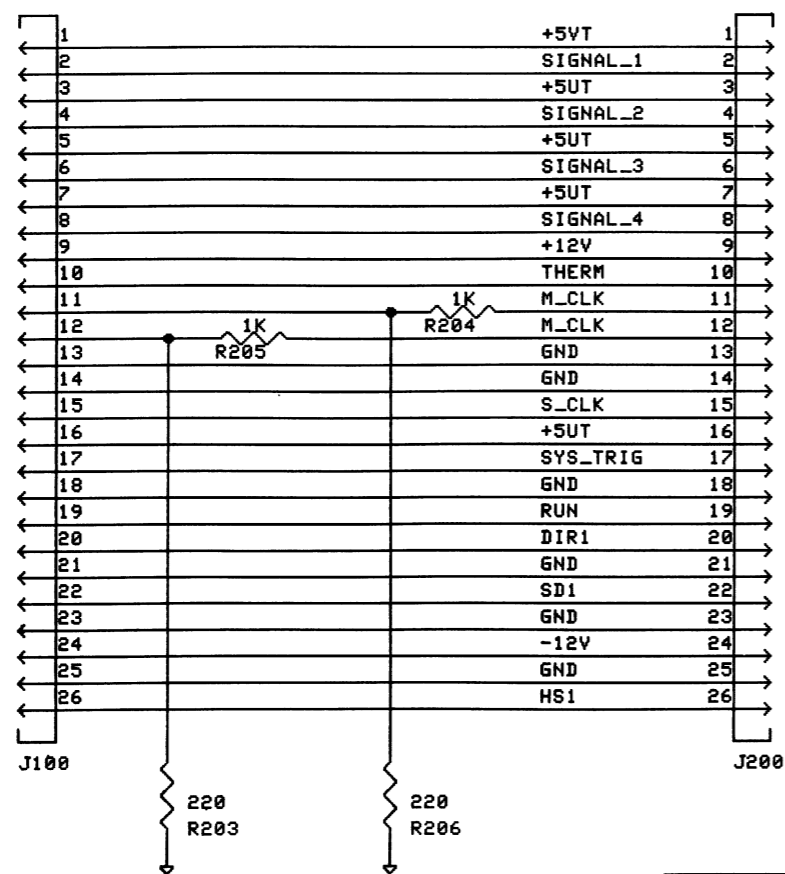 1 +5VT 1
2 SIGNAL_1 2
3 +5UT 3
4 SIGNAL_2 4
5 +5UT 5
6 SIGNAL_3 6
7 +5UT 7
8 SIGNAL_4 8
9 +12V 9
10 THERM 10
11 1K M_CLK 11
R204
12 1K M_CLK 12
R205
13 GND 13
14 GND 14
15 S_CLK 15
16 +5UT 16
17 SYS_TRIG 17
18 GND 18
19 RUN 19
20 DIR1 20
21 GND 21
22 SD1 22
23 GND 23
24 -12V 24
25 GND 25
26 HS1 26
J100 J200
220 220
R203 R206